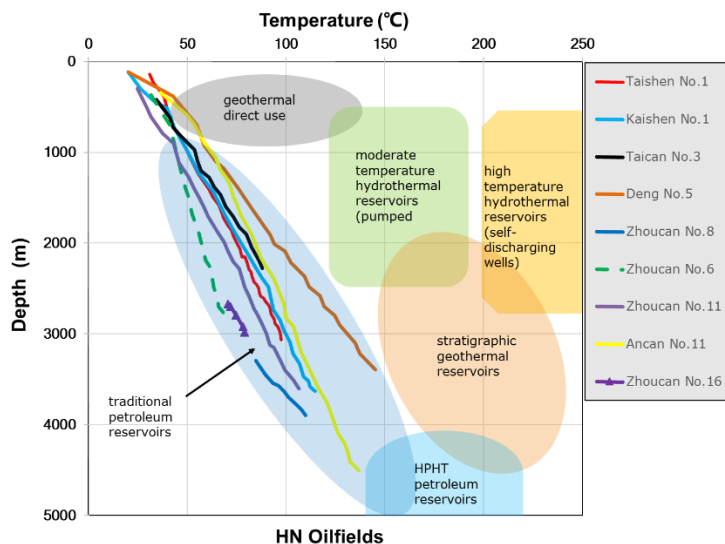 Temperature (℃)
0
50
100
150
200
250
0
1000
2000
3000
4000
5000
Depth (m)
geothermal
direct use
moderate
temperature
hydrothermal
reservoirs
(pumped
high
temperature
hydrothermal
reservoirs
(self-
discharging
wells)
stratigraphic
geothermal
reservoirs
traditional
petroleum
reservoirs
HPHT
petroleum
reservoirs
HN Oilfields
Taishen No.1
Kaishen No.1
Taican No.3
Deng No.5
Zhoucan No.8
Zhoucan No.6
Zhoucan No.11
Ancan No.11
Zhoucan No.16